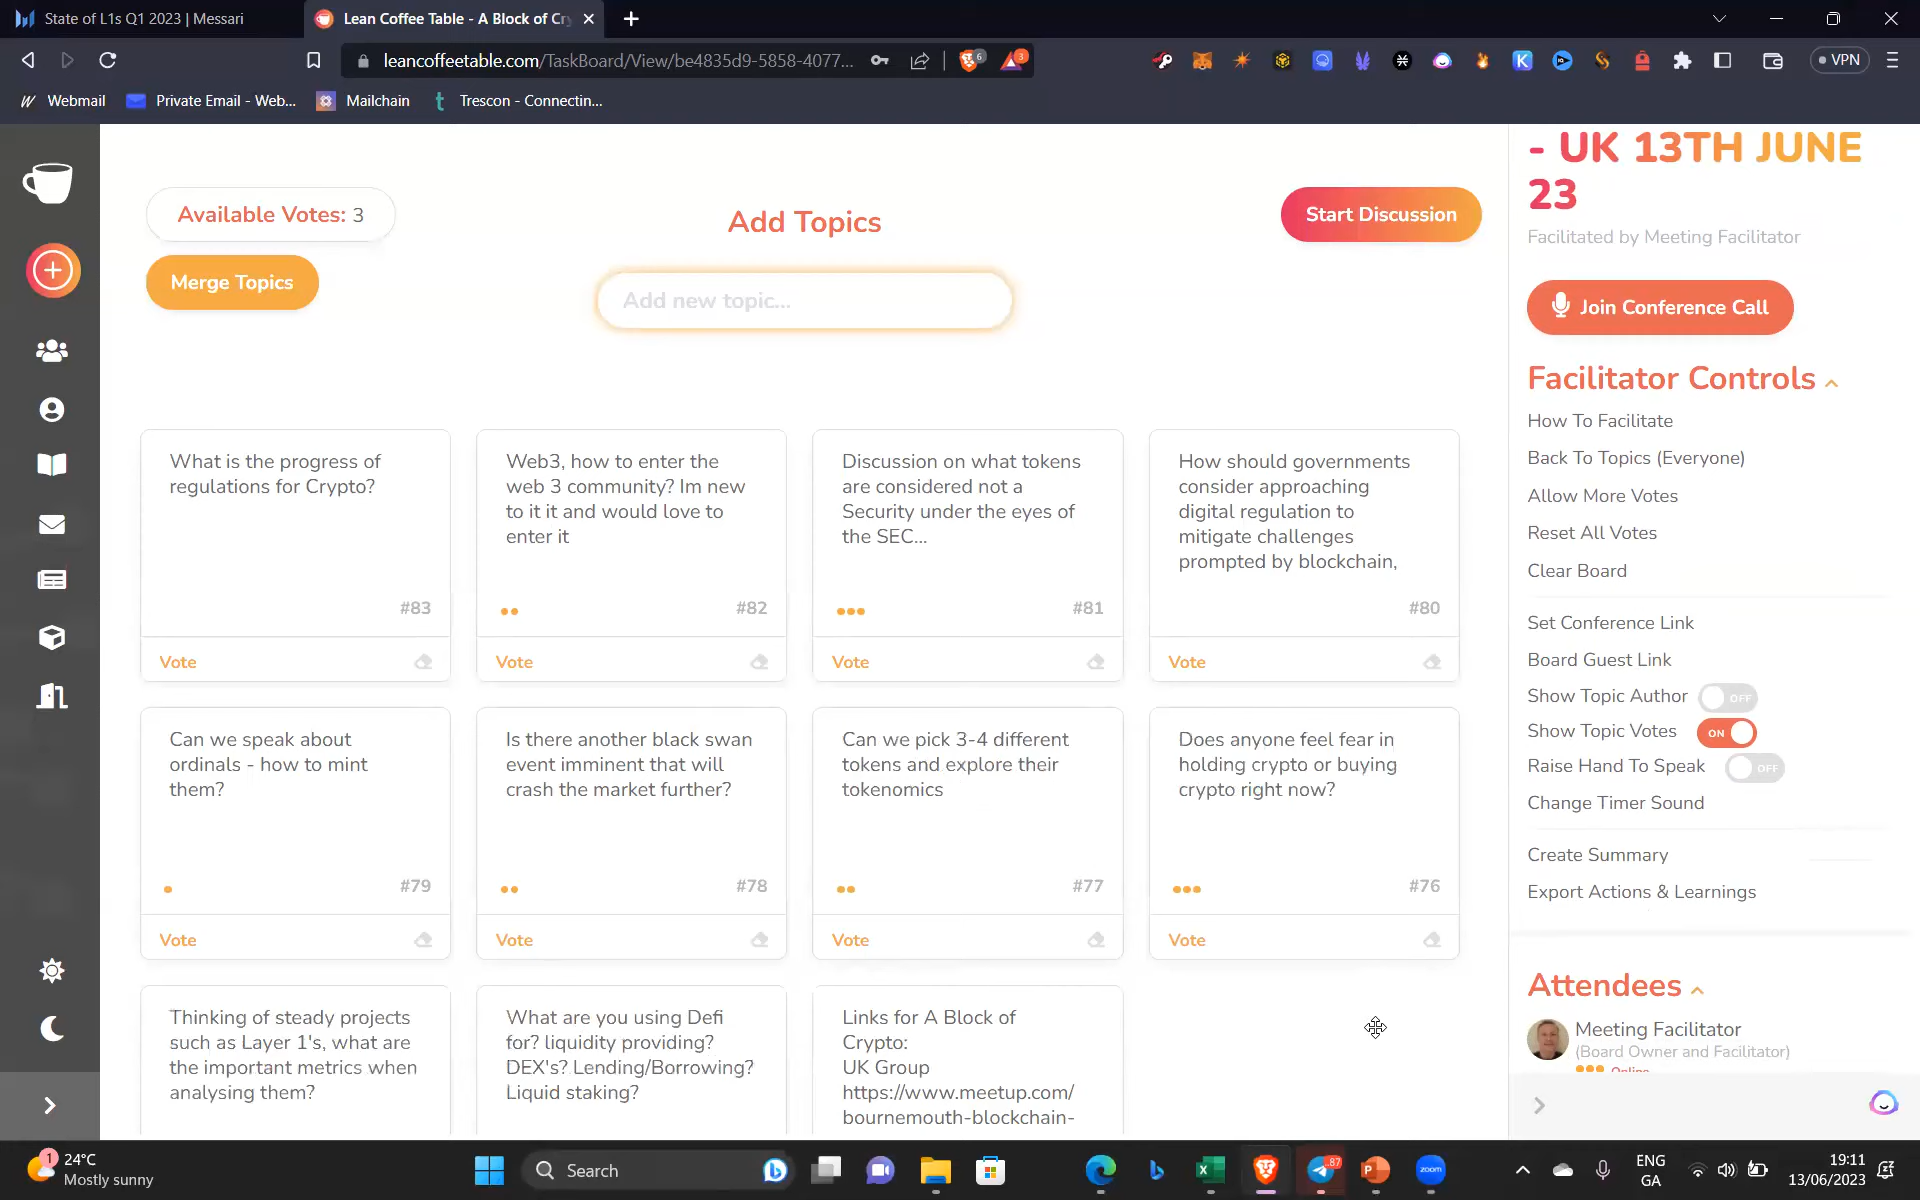 State of L1s Q1 2023 | Messari
Lean Coffee Table - A Block of Cr
leancoffeetable.com/TaskBoard/View/be4835d9-5858-4077...
6
3
VPN
Webmail
Private Email - Web...
Mailchain
Trescon - Connectin...
Available Votes: 3
Merge Topics
Add Topics
Add new topic...
Start Discussion
What is the progress of
regulations for Crypto?
#83
Vote
Web3, how to enter the
web 3 community? Im new
to it it and would love to
enter it
#82
Vote
Discussion on what tokens
are considered not a
Security under the eyes of
the SEC...
#81
Vote
How should governments
consider approaching
digital regulation to
mitigate challenges
prompted by blockchain,
#80
Vote
Can we speak about
ordinals - how to mint
them?
#79
Vote
Is there another black swan
event imminent that will
crash the market further?
#78
Vote
Can we pick 3-4 different
tokens and explore their
tokenomics
#77
Vote
Does anyone feel fear in
holding crypto or buying
crypto right now?
#76
Vote
Thinking of steady projects
such as Layer 1's, what are
the important metrics when
analysing them?
What are you using Defi
for? liquidity providing?
DEX's? Lending/Borrowing?
Liquid staking?
Links for A Block of
Crypto:
UK Group
https://www.meetup.com/
bournemouth-blockchain-
- UK 13TH JUNE
23
Facilitated by Meeting Facilitator
Join Conference Call
Facilitator Controls
How To Facilitate
Back To Topics (Everyone)
Allow More Votes
Reset All Votes
Clear Board
Set Conference Link
Board Guest Link
Show Topic Author OFF
Show Topic Votes ON
Raise Hand To Speak OFF
Change Timer Sound
Create Summary
Export Actions & Learnings
Attendees
Meeting Facilitator
(Board Owner and Facilitator)
Online
1
24°C
Mostly sunny
Search
87
zoom
ENG
GA
19:11
13/06/2023